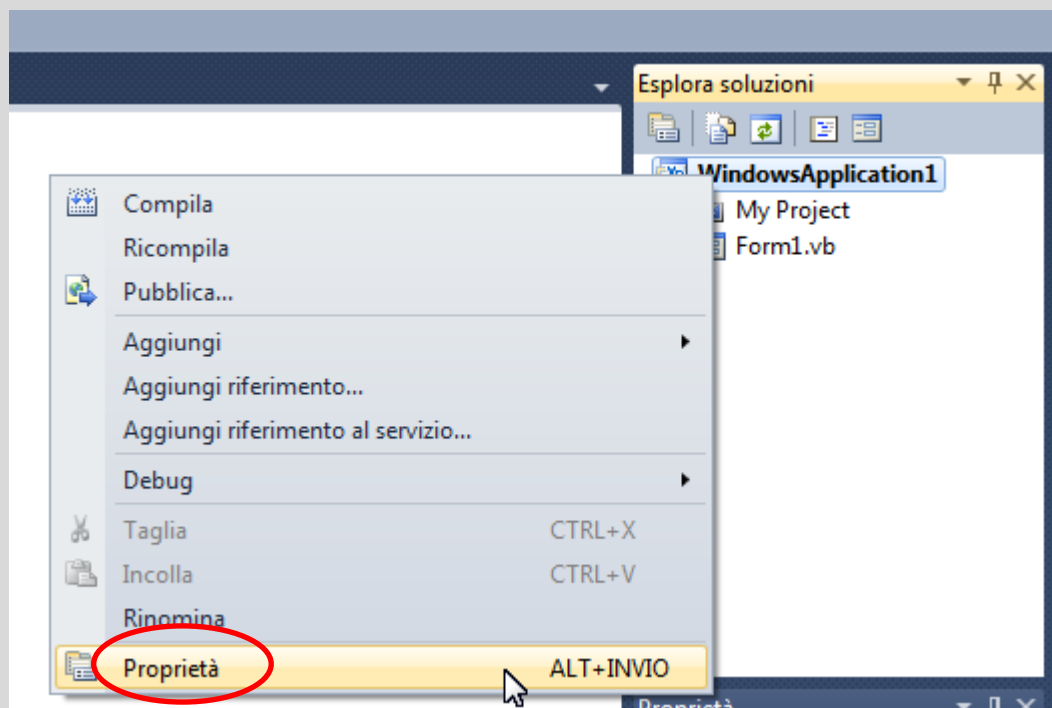 Esplora soluzioni
WindowsApplication1
My Project
Form1.vb
Compila
Ricompila
Pubblica...
Aggiungi
Aggiungi riferimento...
Aggiungi riferimento al servizio...
Debug
Taglia CTRL+X
Incolla CTRL+V
Rinomina
Proprietà ALT+INVIO
Proprietà